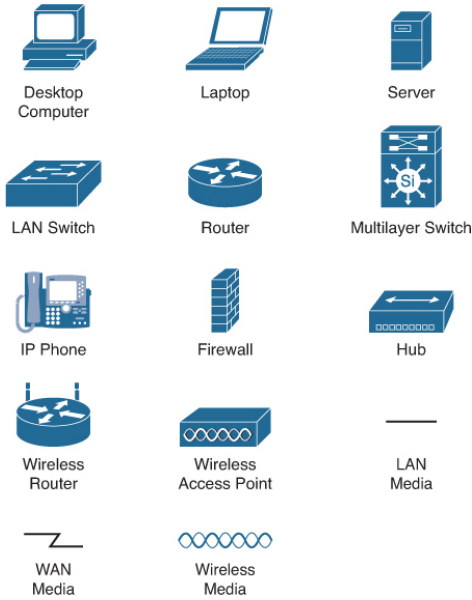 Desktop
Computer
Laptop
Server
LAN Switch
Router
Si
Multilayer Switch
IP Phone
Firewall
Hub
Wireless
Router
Wireless
Access Point
LAN
Media
WAN
Media
Wireless
Media